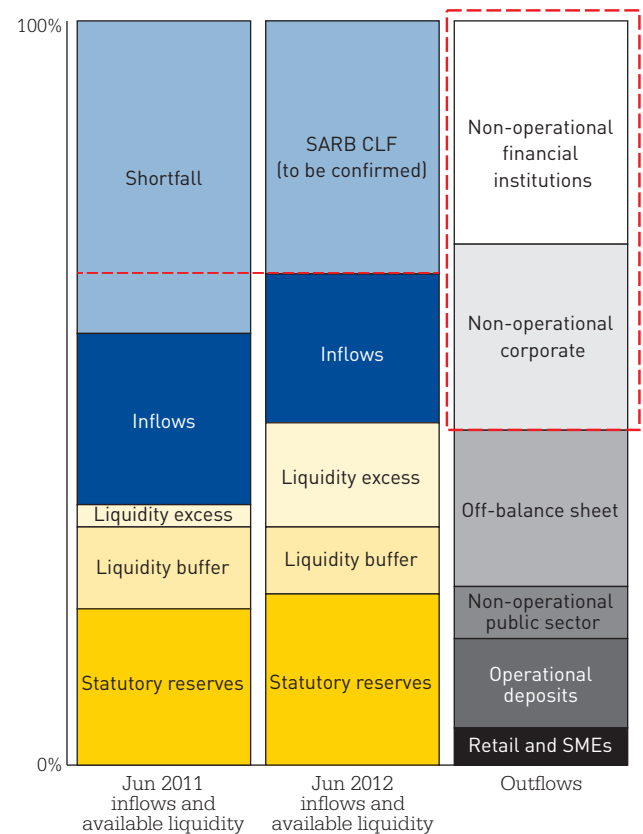 100%
0%
Shortfall
Inflows
Liquidity excess
Liquidity buffer
Statutory reserves
Jun 2011
inflows and
available liquidity
SARB CLF
(to be confirmed)
Inflows
Liquidity excess
Liquidity buffer
Statutory reserves
Jun 2012
inflows and
available liquidity
Non-operational
financial
institutions
Non-operational
corporate
Off-balance sheet
Non-operational
public sector
Operational
deposits
Retail and SMEs
Outflows